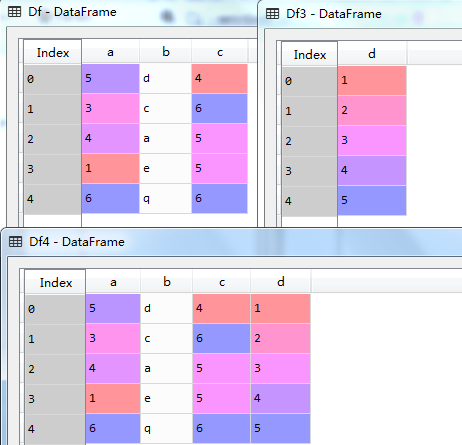 Df - DataFrame
Index a b c
0 5 d 4
1 3 c 6
2 4 a 5
3 1 e 5
4 6 q 6
Df3 - DataFrame
Index d
0 1
1 2
2 3
3 4
4 5
Df4 - DataFrame
Index a b c d
0 5 d 4 1
1 3 c 6 2
2 4 a 5 3
3 1 e 5 4
4 6 q 6 5